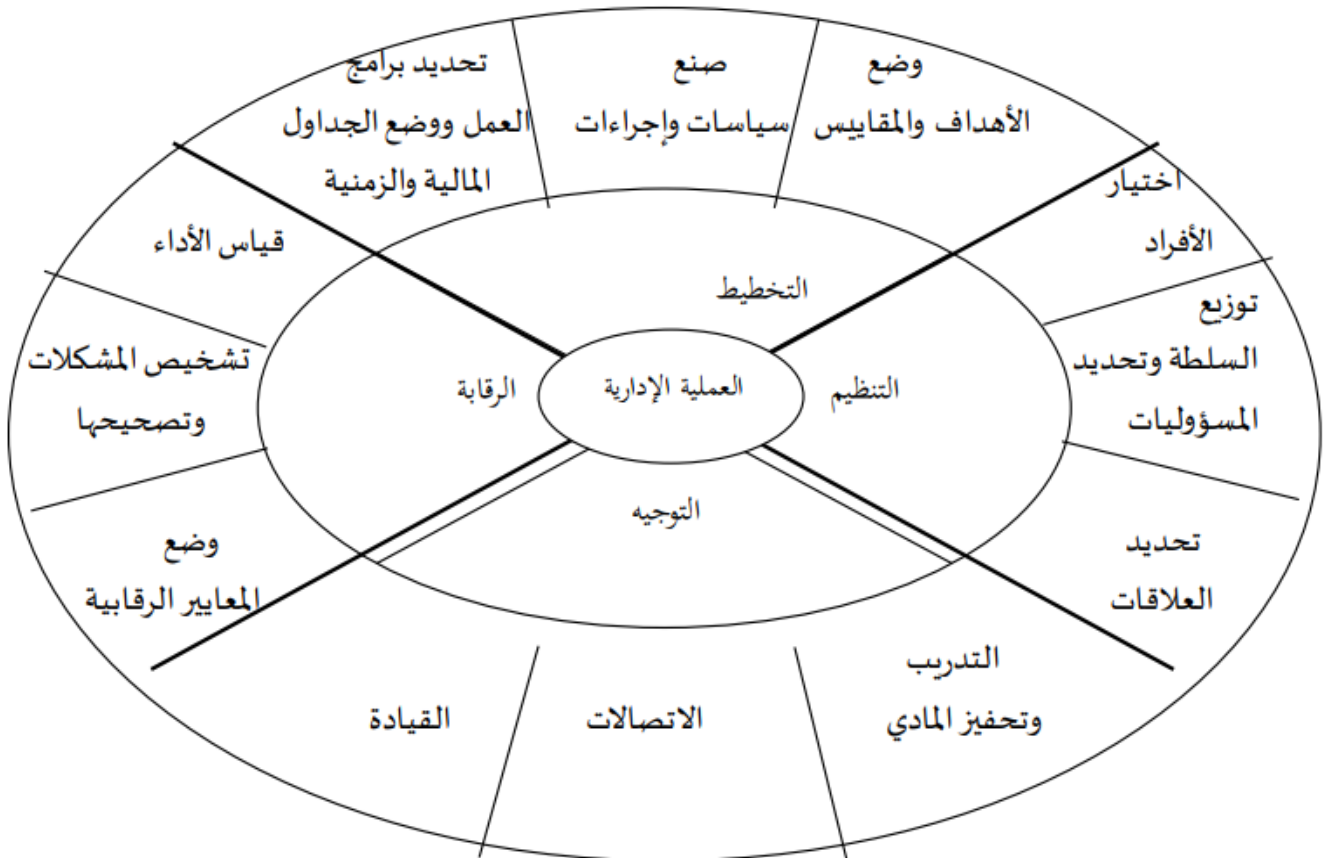 وضع
الأهداف والمقاييس
صنع
سياسات وإجراءات
تحديد برامج
العمل ووضع الجداول
المالية والزمنية
اختيار
الأفراد
توزيع
السلطة وتحديد
المسؤوليات
تحديد
العلاقات
التدريب
وتحفيز المادي
الاتصالات
القيادة
وضع
المعايير الرقابية
تشخيص المشكلات
وتصحيحها
قياس الأداء
التخطيط
التنظيم
التوجيه
الرقابة
العملية الإدارية